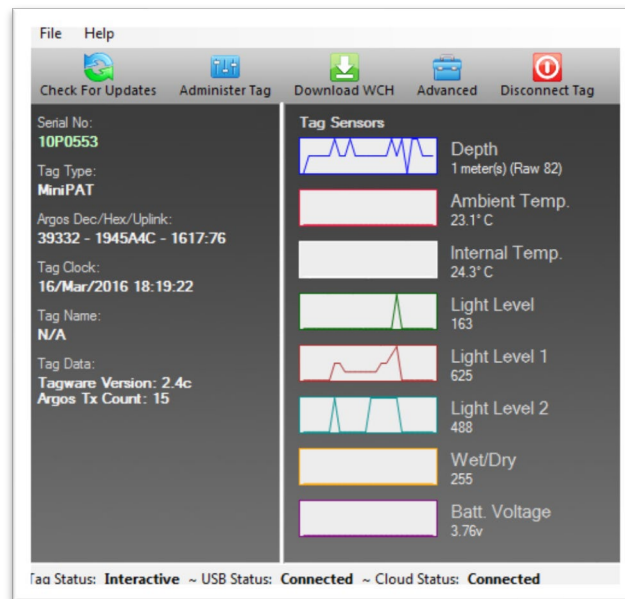 File Help
Check For Updates Administer Tag Download WCH Advanced Disconnect Tag
Serial No:
10P0553
Tag Type:
MiniPAT
Argos Dec/Hex/Uplink:
39332 - 1945A4C - 1617:76
Tag Clock:
16/Mar/2016 18:19:22
Tag Name:
N/A
Tag Data:
Tagware Version: 2.4c
Argos Tx Count: 15
Tag Sensors
Depth
1 meter(s) (Raw 82)
Ambient Temp.
23.1° C
Internal Temp.
24.3° C
Light Level
163
Light Level 1
625
Light Level 2
488
Wet/Dry
255
Batt. Voltage
3.76v
Tag Status: Interactive ~ USB Status: Connected ~ Cloud Status: Connected